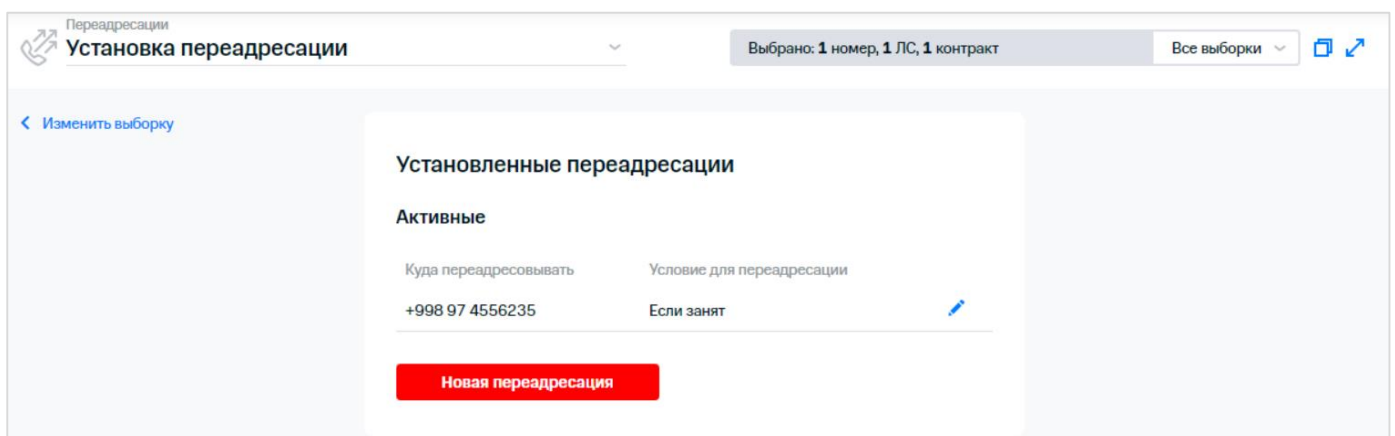 Переадресации
Установка переадресации
Выбрано: 1 номер, 1 ЛС, 1 контракт
Все выборки
Изменить выборку
Установленные переадресации
Активные
Куда переадресовывать Условие для переадресации
+998 97 4556235 Если занят
Новая переадресация